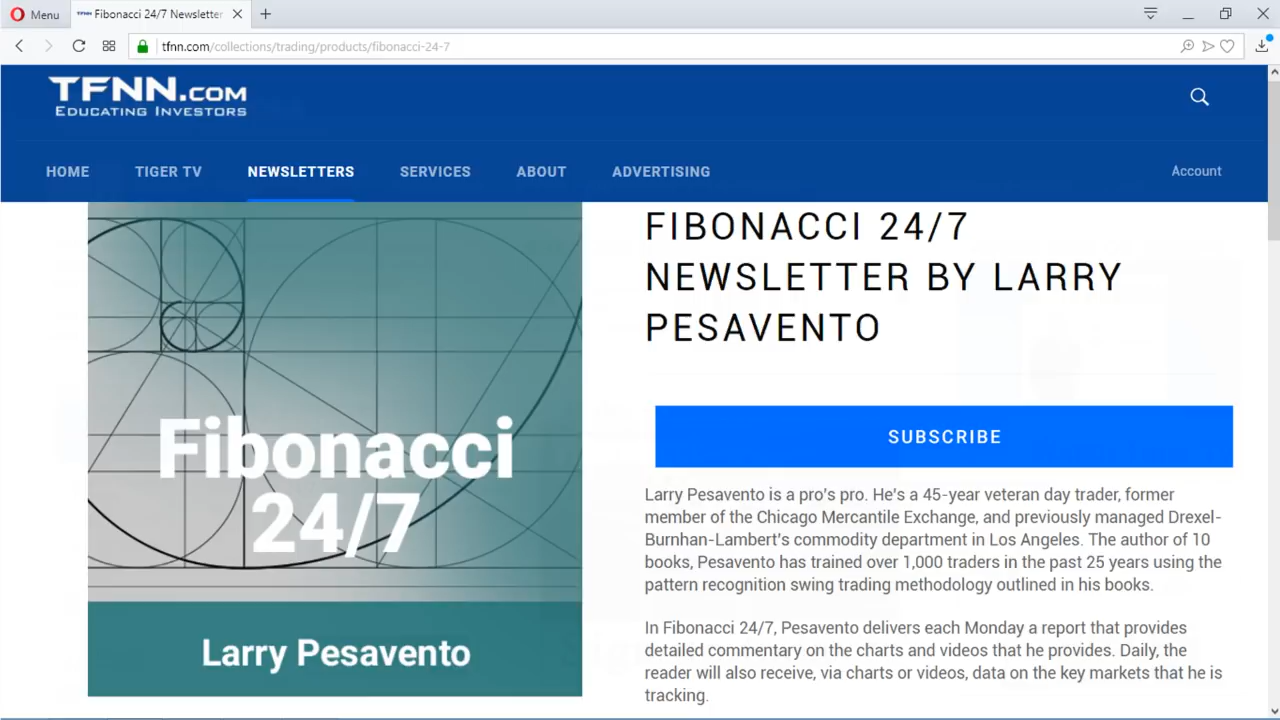 Menu
Fibonacci 24/7 Newsletter
tfnn.com/collections/trading/products/fibonacci-24-7
TFNN.COM
EDUCATING INVESTORS
HOME TIGER TV NEWSLETTERS SERVICES ABOUT ADVERTISING Account
Fibonacci
24/7
Larry Pesavento
FIBONACCI 24/7
NEWSLETTER BY LARRY
PESAVENTO
SUBSCRIBE
Larry Pesavento is a pro's pro. He's a 45-year veteran day trader, former
member of the Chicago Mercantile Exchange, and previously managed Drexel-
Burnhan-Lambert's commodity department in Los Angeles. The author of 10
books, Pesavento has trained over 1,000 traders in the past 25 years using the
pattern recognition swing trading methodology outlined in his books.
In Fibonacci 24/7, Pesavento delivers each Monday a report that provides
detailed commentary on the charts and videos that he provides. Daily, the
reader will also receive, via charts or videos, data on the key markets that he is
tracking.